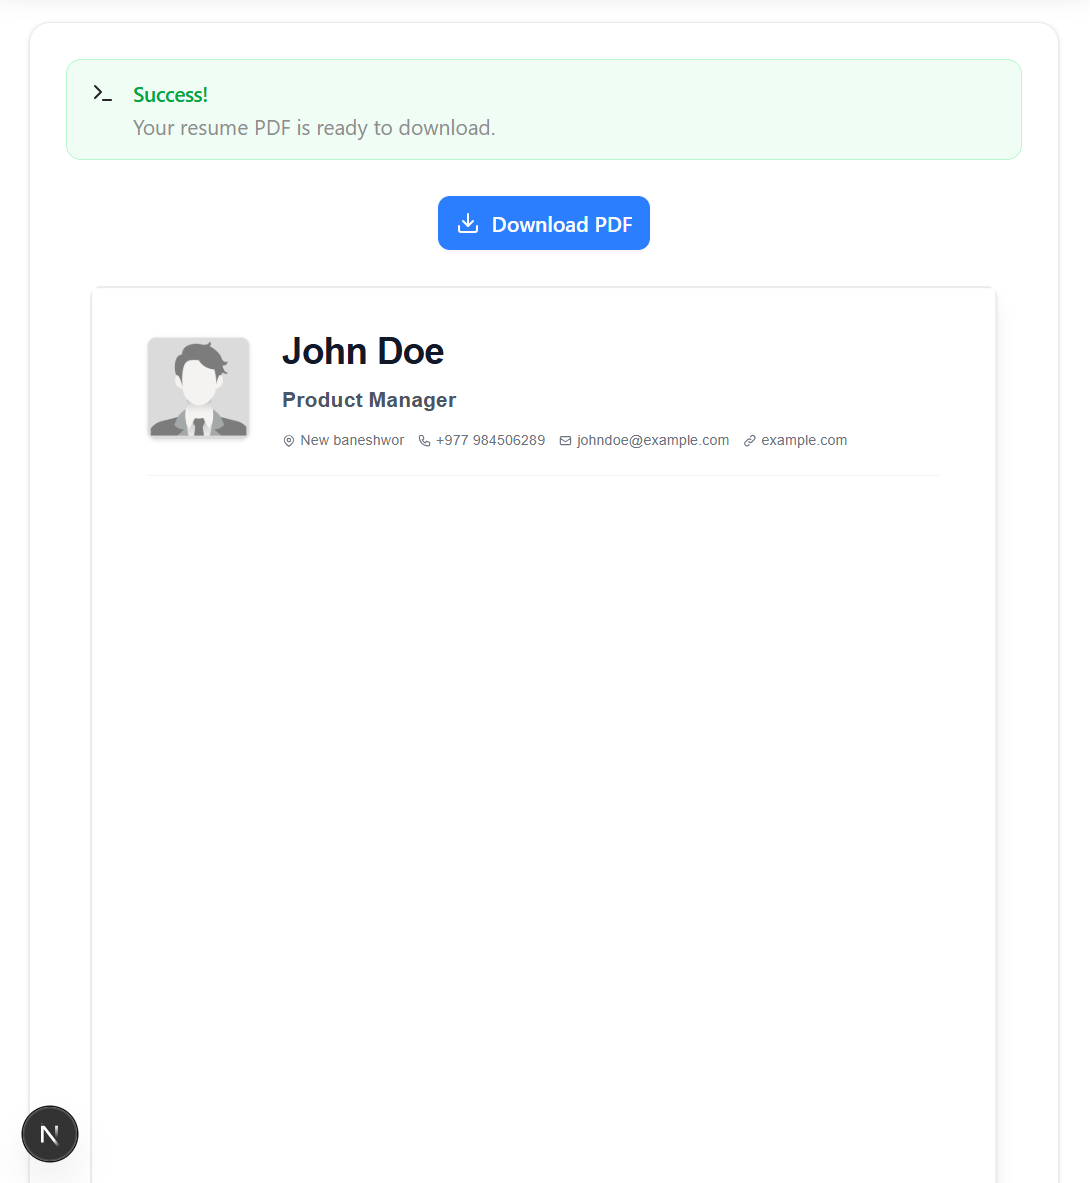 Success!
Your resume PDF is ready to download.
Download PDF
John Doe
Product Manager
New baneshwor +977 984506289 johndoe@example.com example.com
N